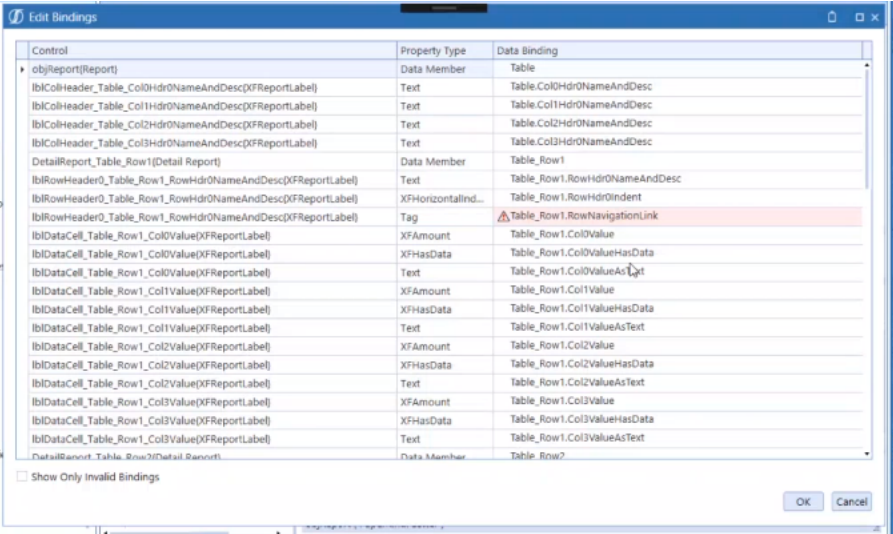 Edit Bindings
Control Property Type Data Binding
objReport{Report} Data Member Table
lblColHeader_Table_Col0Hdr0NameAndDesc{XFReportLabel} Text Table.Col0Hdr0NameAndDesc
lblColHeader_Table_Col1Hdr0NameAndDesc{XFReportLabel} Text Table.Col1Hdr0NameAndDesc
lblColHeader_Table_Col2Hdr0NameAndDesc{XFReportLabel} Text Table.Col2Hdr0NameAndDesc
lblColHeader_Table_Col3Hdr0NameAndDesc{XFReportLabel} Text Table.Col3Hdr0NameAndDesc
DetailReport_Table_Row1{Detail Report} Data Member Table_Row1
lblRowHeader0_Table_Row1_RowHdr0NameAndDesc{XFReportLabel} Text Table_Row1.RowHdr0NameAndDesc
lblRowHeader0_Table_Row1_RowHdr0NameAndDesc{XFReportLabel} XFHorizontalInd... Table_Row1.RowHdr0Indent
lblRowHeader0_Table_Row1_RowHdr0NameAndDesc{XFReportLabel} Tag Table_Row1.RowNavigationLink
lblDataCell_Table_Row1_Col0Value{XFReportLabel} XFAmount Table_Row1.Col0Value
lblDataCell_Table_Row1_Col0Value{XFReportLabel} XFHasData Table_Row1.Col0ValueHasData
lblDataCell_Table_Row1_Col0Value{XFReportLabel} Text Table_Row1.Col0ValueAsText
lblDataCell_Table_Row1_Col1Value{XFReportLabel} XFAmount Table_Row1.Col1Value
lblDataCell_Table_Row1_Col1Value{XFReportLabel} XFHasData Table_Row1.Col1ValueHasData
lblDataCell_Table_Row1_Col1Value{XFReportLabel} Text Table_Row1.Col1ValueAsText
lblDataCell_Table_Row1_Col2Value{XFReportLabel} XFAmount Table_Row1.Col2Value
lblDataCell_Table_Row1_Col2Value{XFReportLabel} XFHasData Table_Row1.Col2ValueHasData
lblDataCell_Table_Row1_Col2Value{XFReportLabel} Text Table_Row1.Col2ValueAsText
lblDataCell_Table_Row1_Col3Value{XFReportLabel} XFAmount Table_Row1.Col3Value
lblDataCell_Table_Row1_Col3Value{XFReportLabel} XFHasData Table_Row1.Col3ValueHasData
lblDataCell_Table_Row1_Col3Value{XFReportLabel} Text Table_Row1.Col3ValueAsText
DetailReport_Table_Row2{Detail Report} Data Member Table_Row2
Show Only Invalid Bindings
OK Cancel